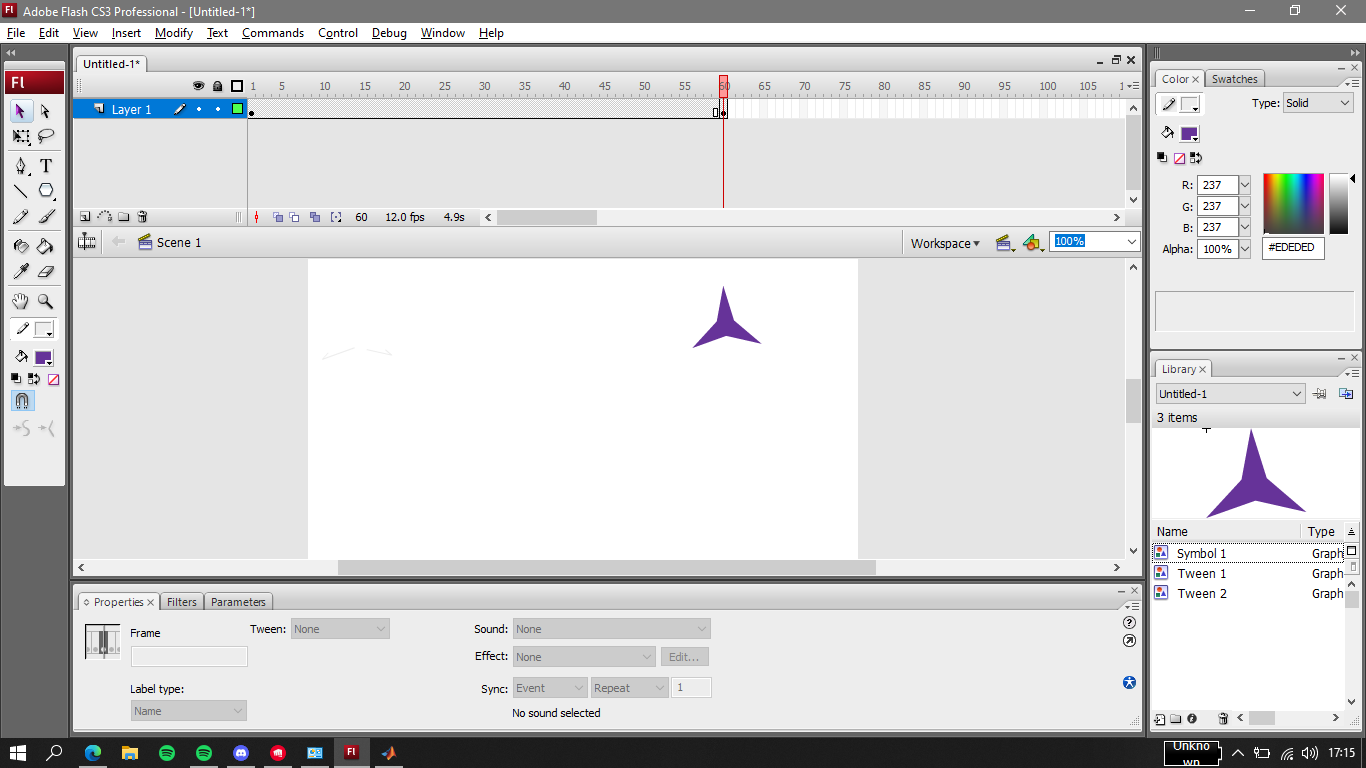 Fl Adobe Flash CS3 Professional - [Untitled-1*]
File Edit View Insert Modify Text Commands Control Debug Window Help
Fl
Untitled-1*
1 5 10 15 20 25 30 35 40 45 50 55 60 65 70 75 80 85 90 95 100 105 1
Layer 1
60 12.0 fps 4.9s
Scene 1
Workspace
100%
Color Swatches
Type: Solid
R: 237
G: 237
B: 237
Alpha: 100%
#EDEDED
Library
Untitled-1
3 items
Name Type
Symbol 1 Graph
Tween 1 Graph
Tween 2 Graph
Properties Filters Parameters
Frame
Tween: None
Sound: None
Effect: None Edit...
Label type:
Name
Sync: Event Repeat 1
No sound selected
Fl
Unkno
wn
17:15